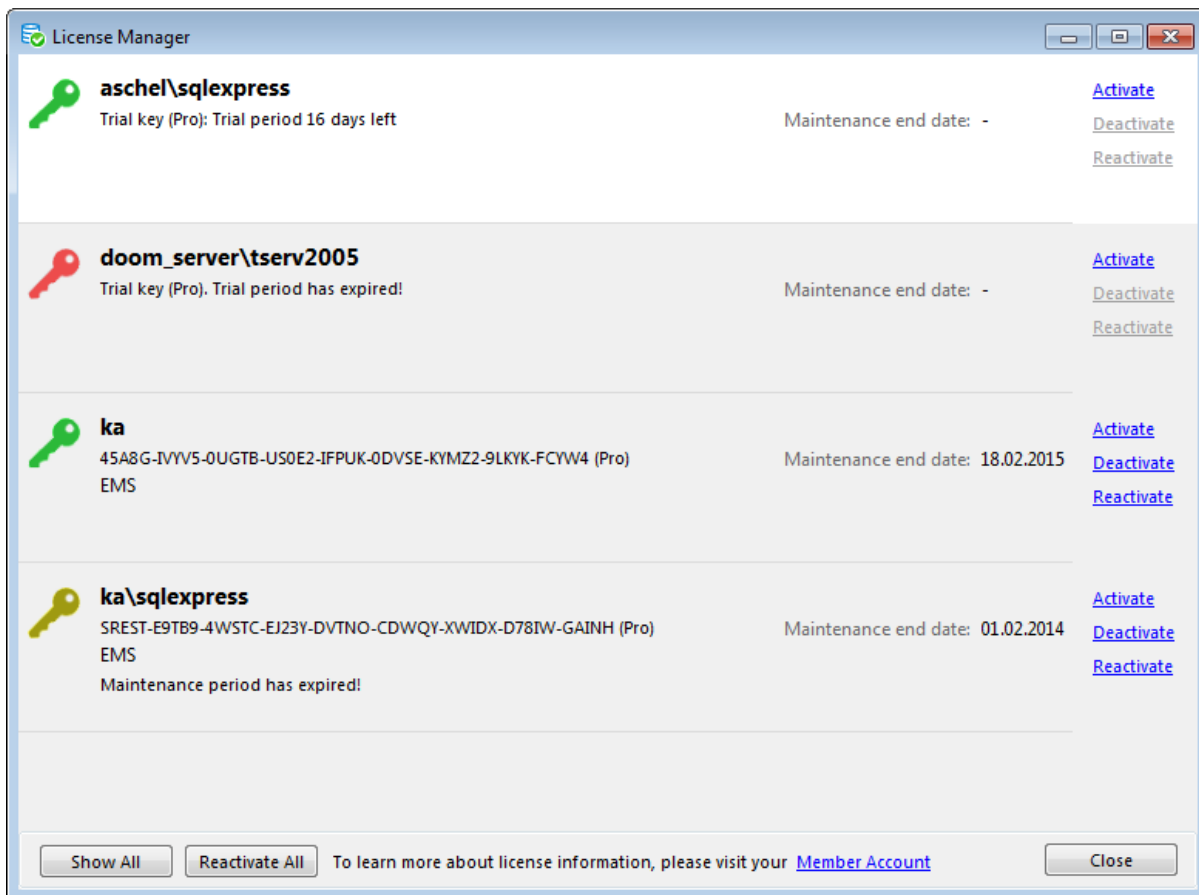 License Manager
aschel\sqlexpress
Trial key (Pro): Trial period 16 days left
Maintenance end date: -
Activate
Deactivate
Reactivate
doom_server\tserv2005
Trial key (Pro). Trial period has expired!
Maintenance end date: -
Activate
Deactivate
Reactivate
ka
45A8G-IVYV5-0UGTB-US0E2-IFPUK-0DVSE-KYMZ2-9LKYK-FCYW4 (Pro)
EMS
Maintenance end date: 18.02.2015
Activate
Deactivate
Reactivate
ka\sqlexpress
SREST-E9TB9-4WSTC-EJ23Y-DVTNO-CDWQY-XWIDX-D78IW-GAINH (Pro)
EMS
Maintenance period has expired!
Maintenance end date: 01.02.2014
Activate
Deactivate
Reactivate
Show All Reactivate All To learn more about license information, please visit your Member Account Close